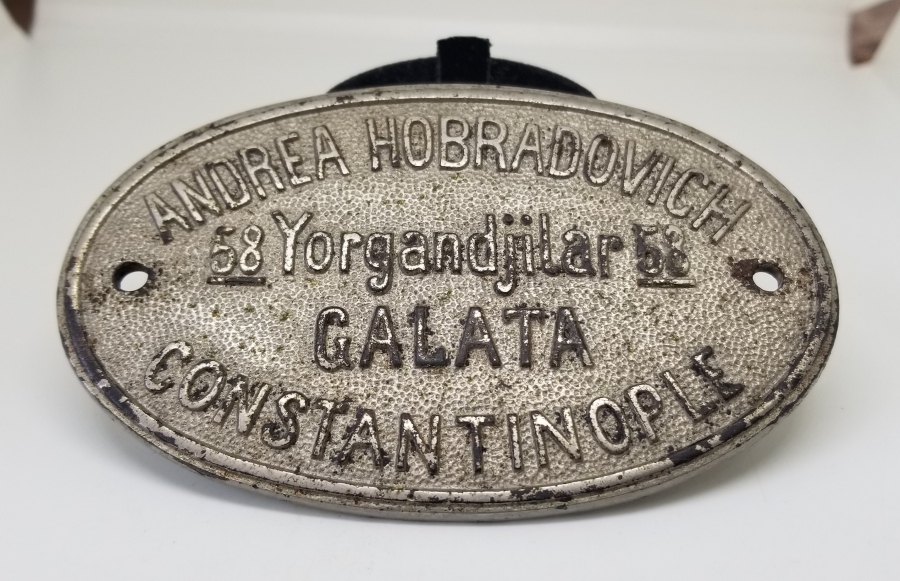 ANDREA HOBRADOVICH
58 Yorgandjilar 58
GALATA
CONSTANTINOPLE